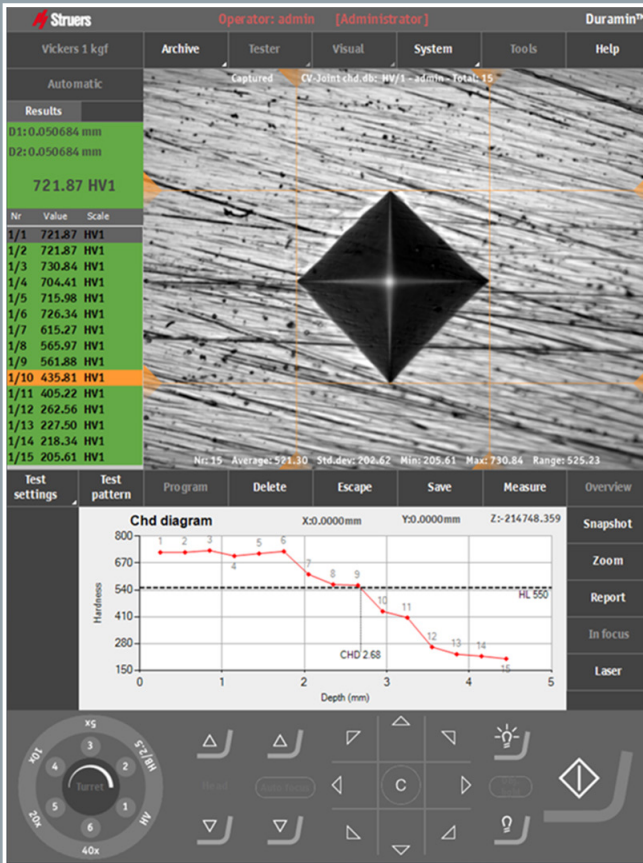 Struers Operator: admin [Administrator] Duramin™
Vickers 1 kgf Archive Tester Visual System Tools Help
Automatic
Captured CV-Joint chd.db: HV/1 - admin - Total: 15
Results
D1:0.050684 mm
D2:0.050684 mm
721.87 HV1
Nr Value Scale
1/1 721.87 HV1
1/2 721.87 HV1
1/3 730.84 HV1
1/4 704.41 HV1
1/5 715.98 HV1
1/6 726.34 HV1
1/7 615.27 HV1
1/8 565.97 HV1
1/9 561.88 HV1
1/10 435.81 HV1
1/11 405.22 HV1
1/12 262.56 HV1
1/13 227.50 HV1
1/14 218.34 HV1
1/15 205.61 HV1
Nr: 15 Average: 521.30 Std.dev: 202.62 Min: 205.61 Max: 730.84 Range: 525.23
Test settings Test pattern Program Delete Escape Save Measure Overview
Chd diagram X:0.0000mm Y:0.0000mm Z:-214748.359
Snapshot
Zoom
Report
In focus
Laser
Hardness
800
670
540
410
280
150
1 2 3 4 5 6 7 8 9 10 11 12 13 14 15
HL 550
CHD 2.68
0 1 2 3 4 5
Depth (mm)
5x
10x 3 HB/2.5
4 2
Turret Head Auto focus C
5 1
20x 6 HV
40x